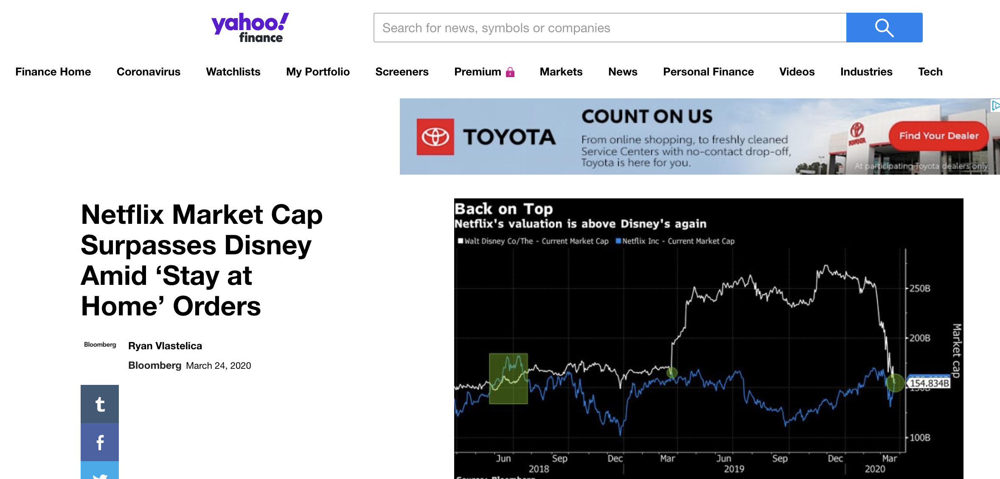 yahoo!
finance
Search for news, symbols or companies
Finance Home Coronavirus Watchlists My Portfolio Screeners Premium Markets News Personal Finance Videos Industries Tech
TOYOTA
COUNT ON US
From online shopping, to freshly cleaned
Service Centers with no-contact drop-off,
Toyota is here for you.
TOYOTA
Find Your Dealer
At participating Toyota dealers only.
Netflix Market Cap
Surpasses Disney
Amid ‘Stay at
Home’ Orders
Bloomberg
Ryan Vlastelica
Bloomberg March 24, 2020
t
f
Back on Top
Netflix's valuation is above Disney's again
Walt Disney Co/The - Current Market Cap Netflix Inc - Current Market Cap
250B
200B
154.834B
150B
100B
Market cap
Jun Sep Dec Mar Jun Sep Dec Mar
2018 2019 2020
Source: Bloomberg